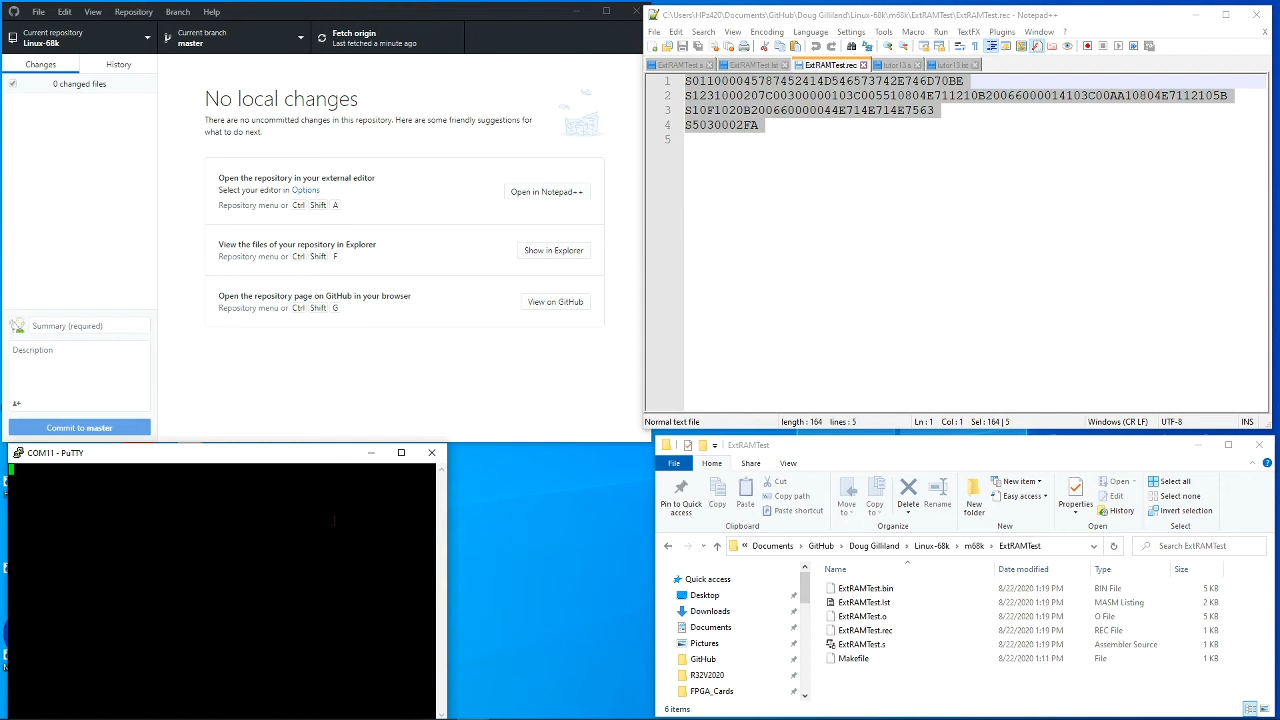 File Edit View Repository Branch Help
Current repository
Linux-68k
Current branch
master
Fetch origin
Last fetched a minute ago
Changes
History
0 changed files
No local changes
There are no uncommitted changes in this repository. Here are some friendly suggestions for
what to do next.
Open the repository in your external editor
Select your editor in Options
Repository menu or Ctrl Shift A
Open in Notepad++
View the files of your repository in Explorer
Repository menu or Ctrl Shift F
Show in Explorer
Open the repository page on GitHub in your browser
Repository menu or Ctrl Shift G
View on GitHub
Summary (required)
Description
Commit to master
C:\Users\HPz420\Documents\GitHub\Doug Gilliland\Linux-68k\m68k\ExtRAMTest\ExtRAMTest.rec - Notepad++
File Edit Search View Encoding Language Settings Tools Macro Run TextFX Plugins Window ?
X
ExtRAMTest.s ExtRAMTest.lst ExtRAMTest.rec tutor13.s tutor13.lst
1 S01100004578745241 4D546573742E746D70BE
2 S1231000207C00300000103C005510804E711210B20066000014103C00AA10804E7112105B
3 S10F1020B200660000044E714E714E7563
4 S5030002FA
5
Normal text file
length : 164 lines : 5
Ln : 1 Col : 1 Sel : 164 | 5
Windows (CR LF)
UTF-8
INS
COM11 - PuTTY
ExtRAMTest
File Home Share View
Pin to Quick access
Copy
Paste
Cut
Copy path
Paste shortcut
Clipboard
Move to
Copy to
Delete
Rename
Organize
New folder
New item
Easy access
New
Properties
Open
Edit
History
Open
Select all
Select none
Invert selection
Select
Documents GitHub Doug Gilliland Linux-68k m68k ExtRAMTest
Search ExtRAMTest
Quick access
Desktop
Downloads
Documents
Pictures
GitHub
R32V2020
FPGA_Cards
Name Date modified Type Size
ExtRAMTest.bin 8/22/2020 1:19 PM BIN File 5 KB
ExtRAMTest.lst 8/22/2020 1:19 PM MASM Listing 2 KB
ExtRAMTest.o 8/22/2020 1:19 PM O File 5 KB
ExtRAMTest.rec 8/22/2020 1:19 PM REC File 1 KB
ExtRAMTest.s 8/22/2020 1:19 PM Assembler Source 1 KB
Makefile 8/22/2020 1:11 PM File 1 KB
6 items